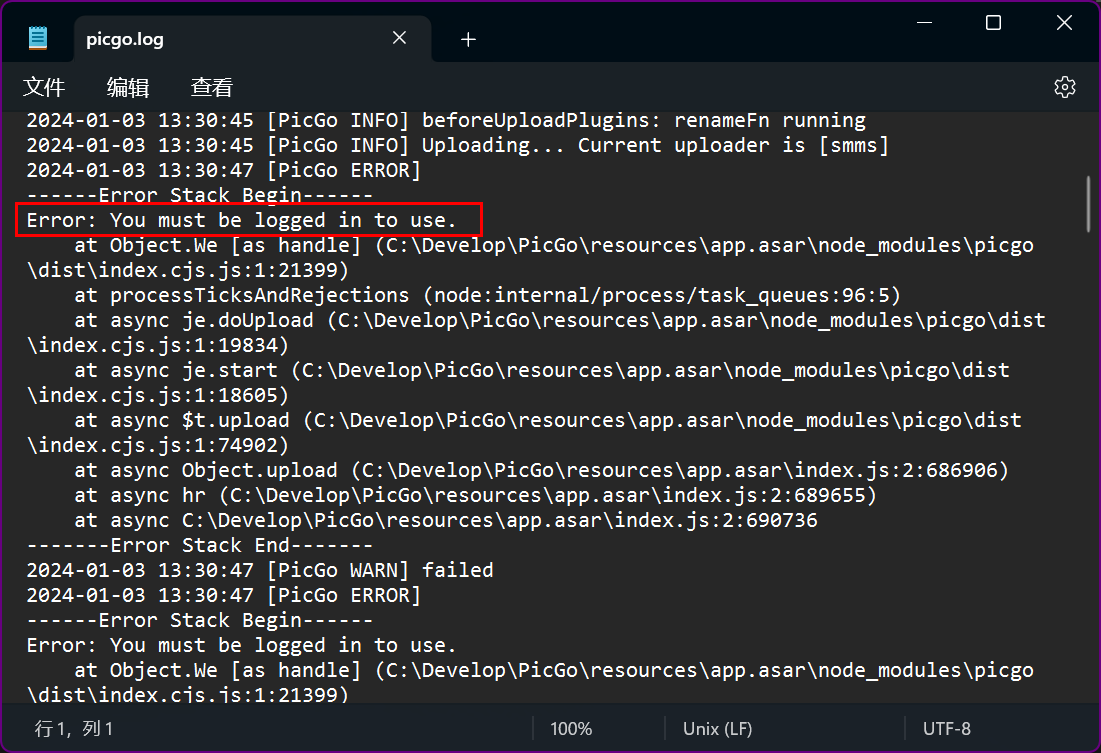 picgo.log
文件 编辑 查看
2024-01-03 13:30:45 [PicGo INFO] beforeUploadPlugins: renameFn running
2024-01-03 13:30:45 [PicGo INFO] Uploading... Current uploader is [smms]
2024-01-03 13:30:47 [PicGo ERROR]
------Error Stack Begin------
Error: You must be logged in to use.
    at Object.We [as handle] (C:\Develop\PicGo\resources\app.asar\node_modules\picgo
\dist\index.cjs.js:1:21399)
    at processTicksAndRejections (node:internal/process/task_queues:96:5)
    at async je.doUpload (C:\Develop\PicGo\resources\app.asar\node_modules\picgo\dist
\index.cjs.js:1:19834)
    at async je.start (C:\Develop\PicGo\resources\app.asar\node_modules\picgo\dist
\index.cjs.js:1:18605)
    at async $t.upload (C:\Develop\PicGo\resources\app.asar\node_modules\picgo\dist
\index.cjs.js:1:74902)
    at async Object.upload (C:\Develop\PicGo\resources\app.asar\index.js:2:686906)
    at async hr (C:\Develop\PicGo\resources\app.asar\index.js:2:689655)
    at async C:\Develop\PicGo\resources\app.asar\index.js:2:690736
-------Error Stack End-------
2024-01-03 13:30:47 [PicGo WARN] failed
2024-01-03 13:30:47 [PicGo ERROR]
------Error Stack Begin------
Error: You must be logged in to use.
    at Object.We [as handle] (C:\Develop\PicGo\resources\app.asar\node_modules\picgo
\dist\index.cjs.js:1:21399)
行 1，列 1 100% Unix (LF) UTF-8